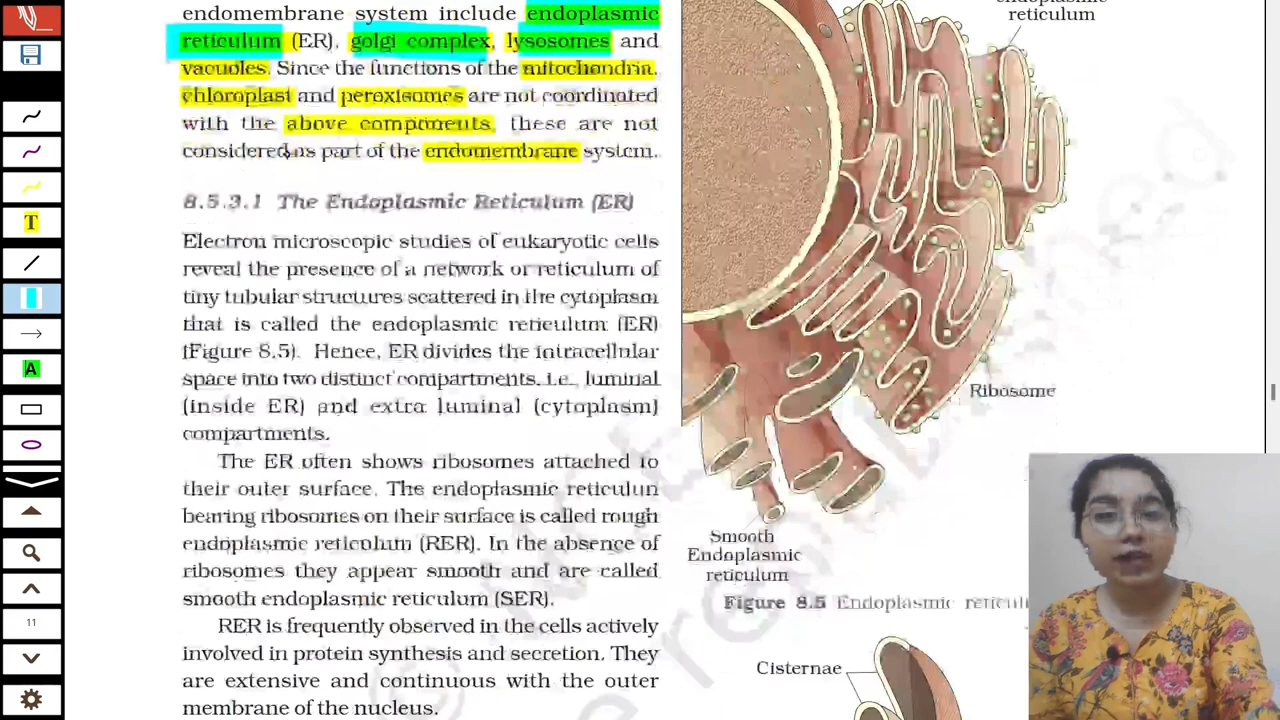 endomembrane system include endoplasmic
reticulum (ER), golgi complex, lysosomes and
vacuoles. Since the functions of the mitochondria,
chloroplast and peroxisomes are not coordinated
with the above components, these are not
considered as part of the endomembrane system.
8.5.3.1 The Endoplasmic Reticulum (ER)
Electron microscopic studies of eukaryotic cells
reveal the presence of a network or reticulum of
tiny tubular structures scattered in the cytoplasm
that is called the endoplasmic reticulum (ER)
(Figure 8.5). Hence, ER divides the intracellular
space into two distinct compartments, i.e., luminal
(inside ER) and extra luminal (cytoplasm)
compartments.
The ER often shows ribosomes attached to
their outer surface. The endoplasmic reticulun
bearing ribosomes on their surface is called rough
endoplasmic reticulum (RER). In the absence of
ribosomes they appear smooth and are called
smooth endoplasmic reticulum (SER).
RER is frequently observed in the cells actively
involved in protein synthesis and secretion. They
are extensive and continuous with the outer
membrane of the nucleus.
endoplasmic
reticulum
Ribosome
Smooth
Endoplasmic
reticulum
Figure 8.5 Endoplasmic
Cisternae
T
A
11